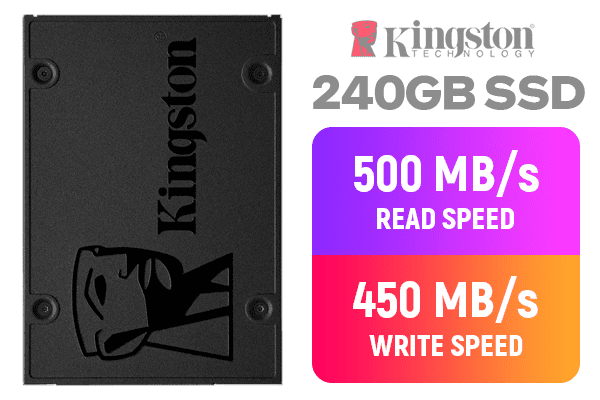 Kingston
Kingston
TECHNOLOGY
240GB SSD
500 MB/s
READ SPEED
450 MB/s
WRITE SPEED